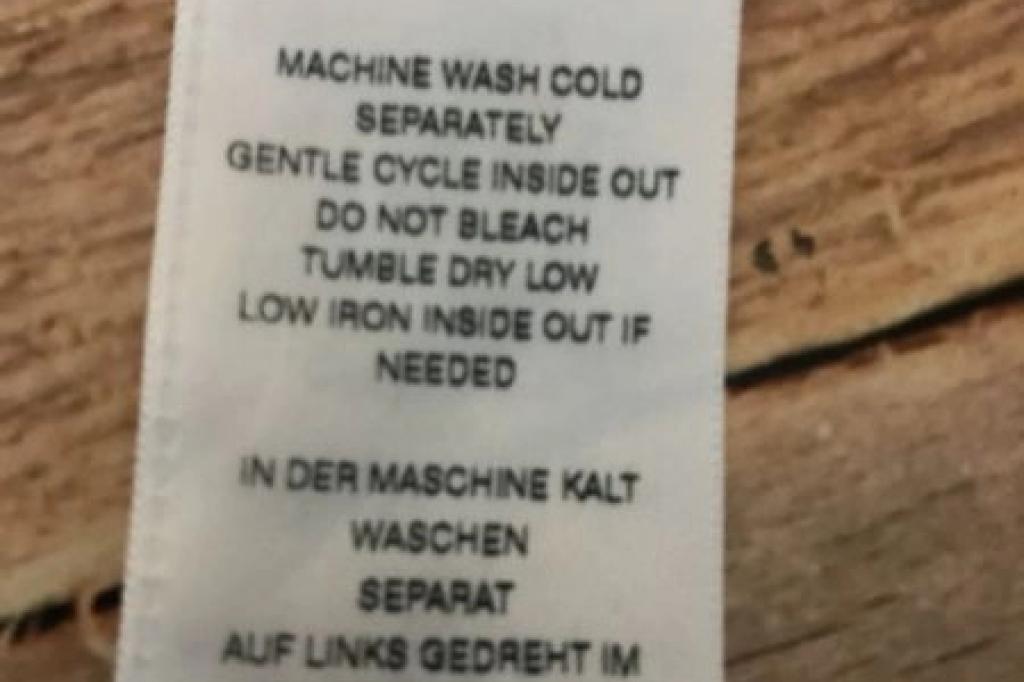 MACHINE WASH COLD
SEPARATELY
GENTLE CYCLE INSIDE OUT
DO NOT BLEACH
TUMBLE DRY LOW
LOW IRON INSIDE OUT IF
NEEDED
IN DER MASCHINE KALT
WASCHEN
SEPARAT
AUF LINKS GEDREHT IM